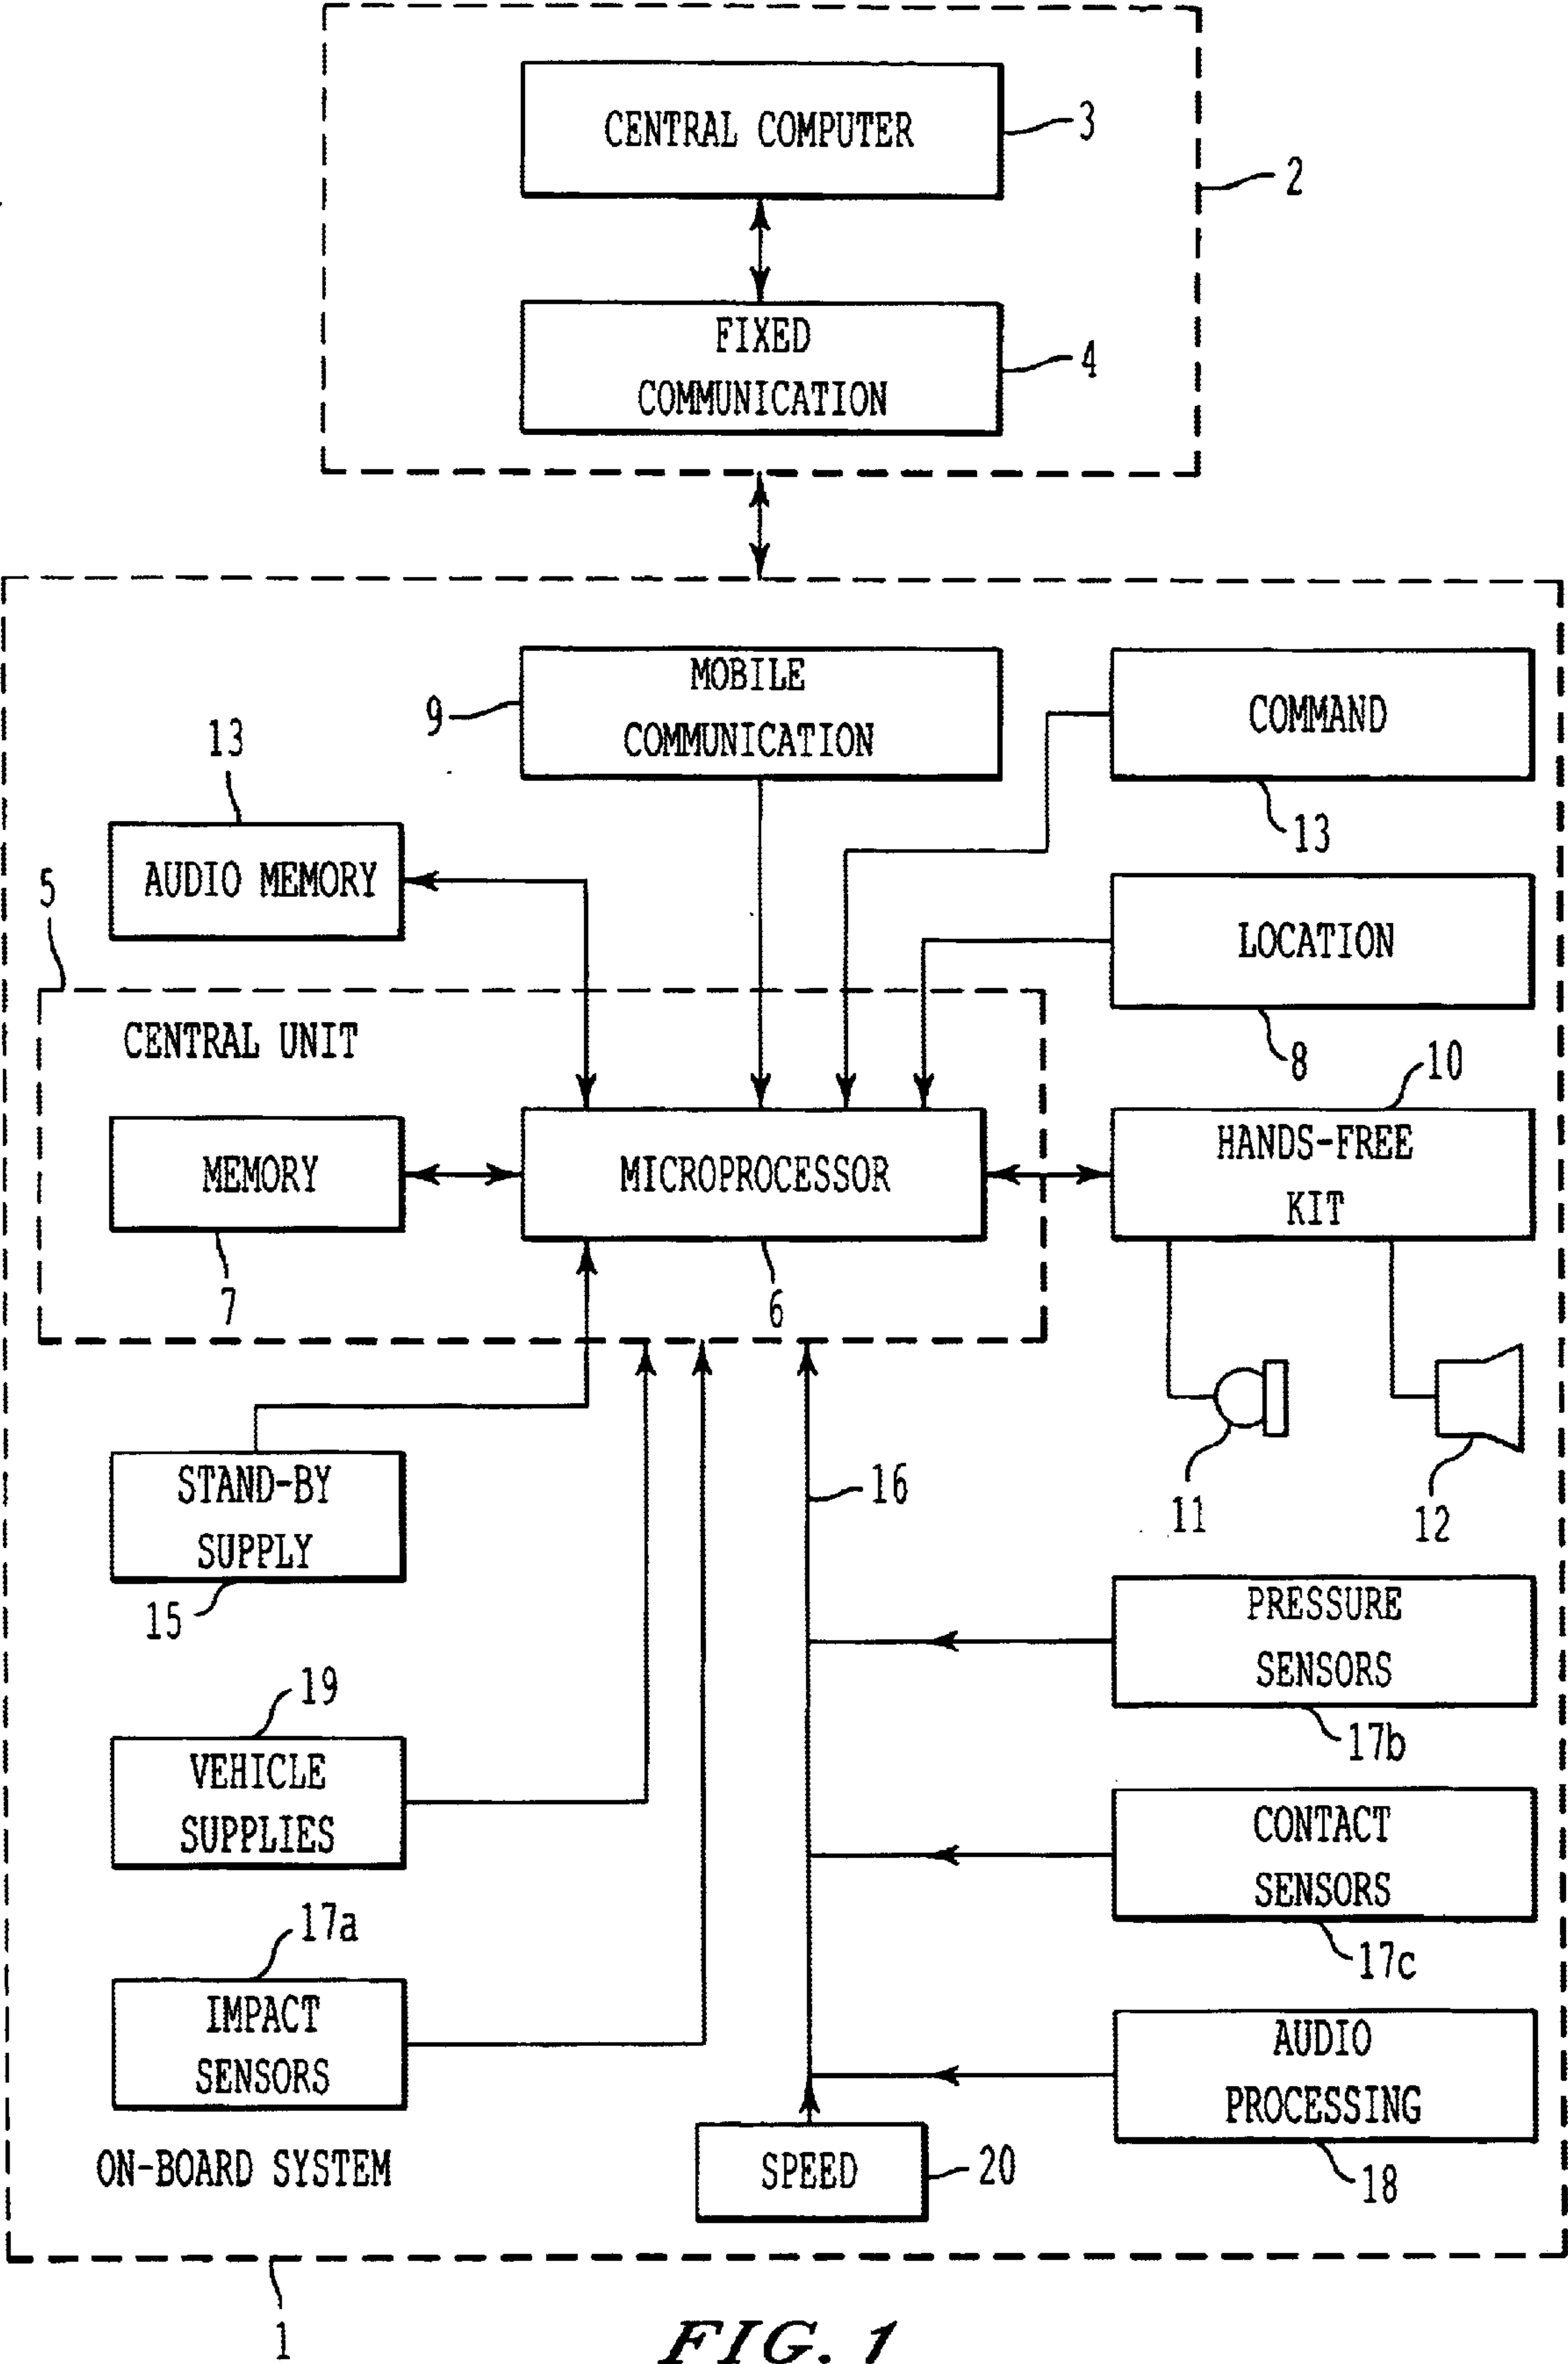 CENTRAL COMPUTER
3
2
FIXED
COMMUNICATION
4
MOBILE
COMMUNICATION
9
COMMAND
13
13
AUDIO MEMORY
LOCATION
8
5
CENTRAL UNIT
MEMORY
7
MICROPROCESSOR
6
10
HANDS-FREE
KIT
11
12
STAND-BY
SUPPLY
15
16
PRESSURE
SENSORS
17b
19
VEHICLE
SUPPLIES
CONTACT
SENSORS
17c
17a
IMPACT
SENSORS
AUDIO
PROCESSING
18
SPEED
20
ON-BOARD SYSTEM
1
FIG. 1